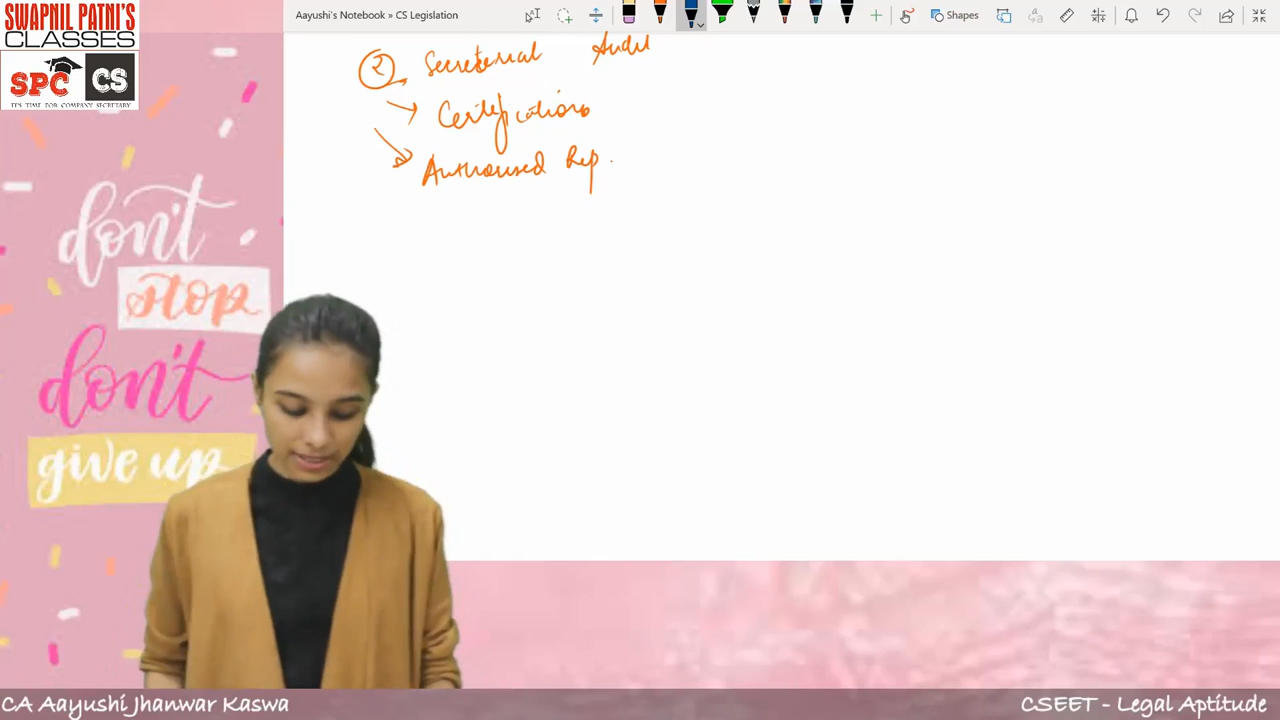 SWAPNIL PATNI'S
CLASSES
SPC CS
IT'S TIME FOR COMPANY SECRETARY
Aayushi's Notebook » CS Legislation
Shapes
2 Secreterial Audit
Certifications
Authorised Rep.
don't
stop
don't
give up
CA Aayushi Jhanwar Kaswa
CSEET - Legal Aptitude